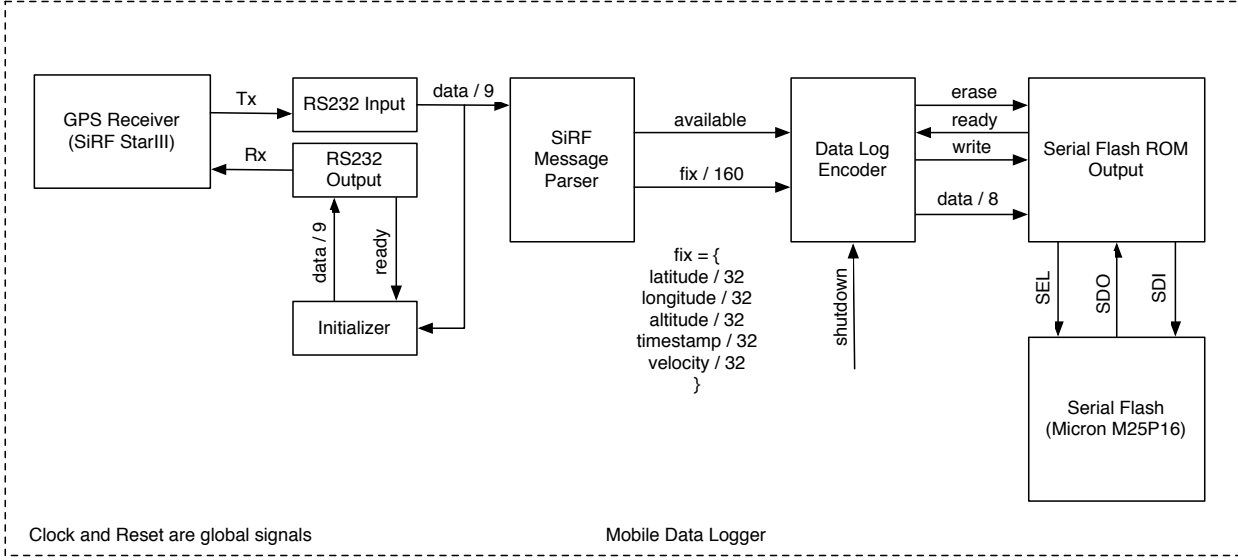 GPS Receiver
(SiRF StarIII)
Tx
Rx
RS232 Input
RS232
Output
data / 9
ready
Initializer
data / 9
SiRF
Message
Parser
available
fix / 160
fix = {
latitude / 32
longitude / 32
altitude / 32
timestamp / 32
velocity / 32
}
Data Log
Encoder
shutdown
erase
ready
write
data / 8
Serial Flash ROM
Output
SEL
SDO
SDI
Serial Flash
(Micron M25P16)
Clock and Reset are global signals
Mobile Data Logger